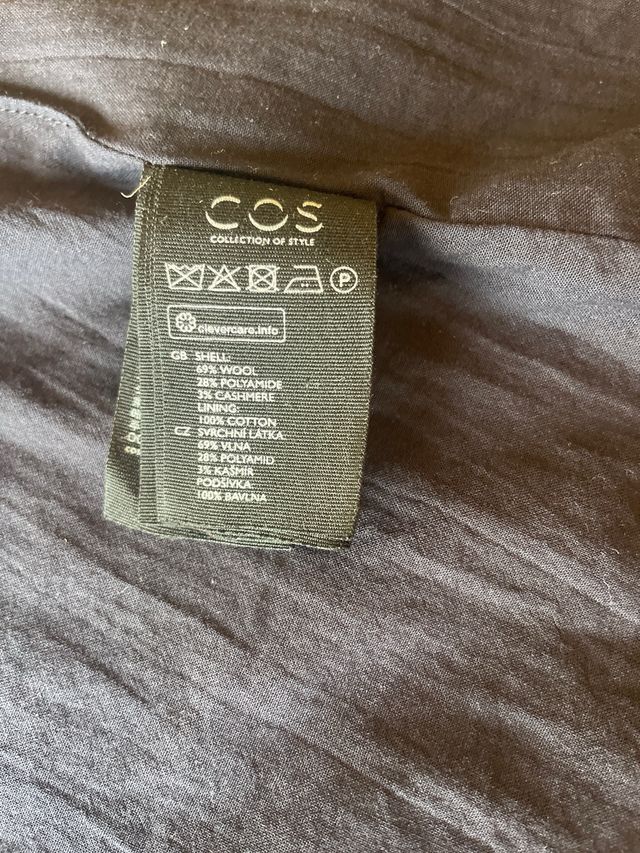 COS
COLLECTION OF STYLE
P
clevercare.info
GB SHELL:
69% WOOL
28% POLYAMIDE
3% CASHMERE
LINING:
100% COTTON
CZ SVRCHNÍ LÁTKA
69% VLNA
28% POLYAMID
3% KAŠMÍR
PODŠÍVKA
100% BAVLNA